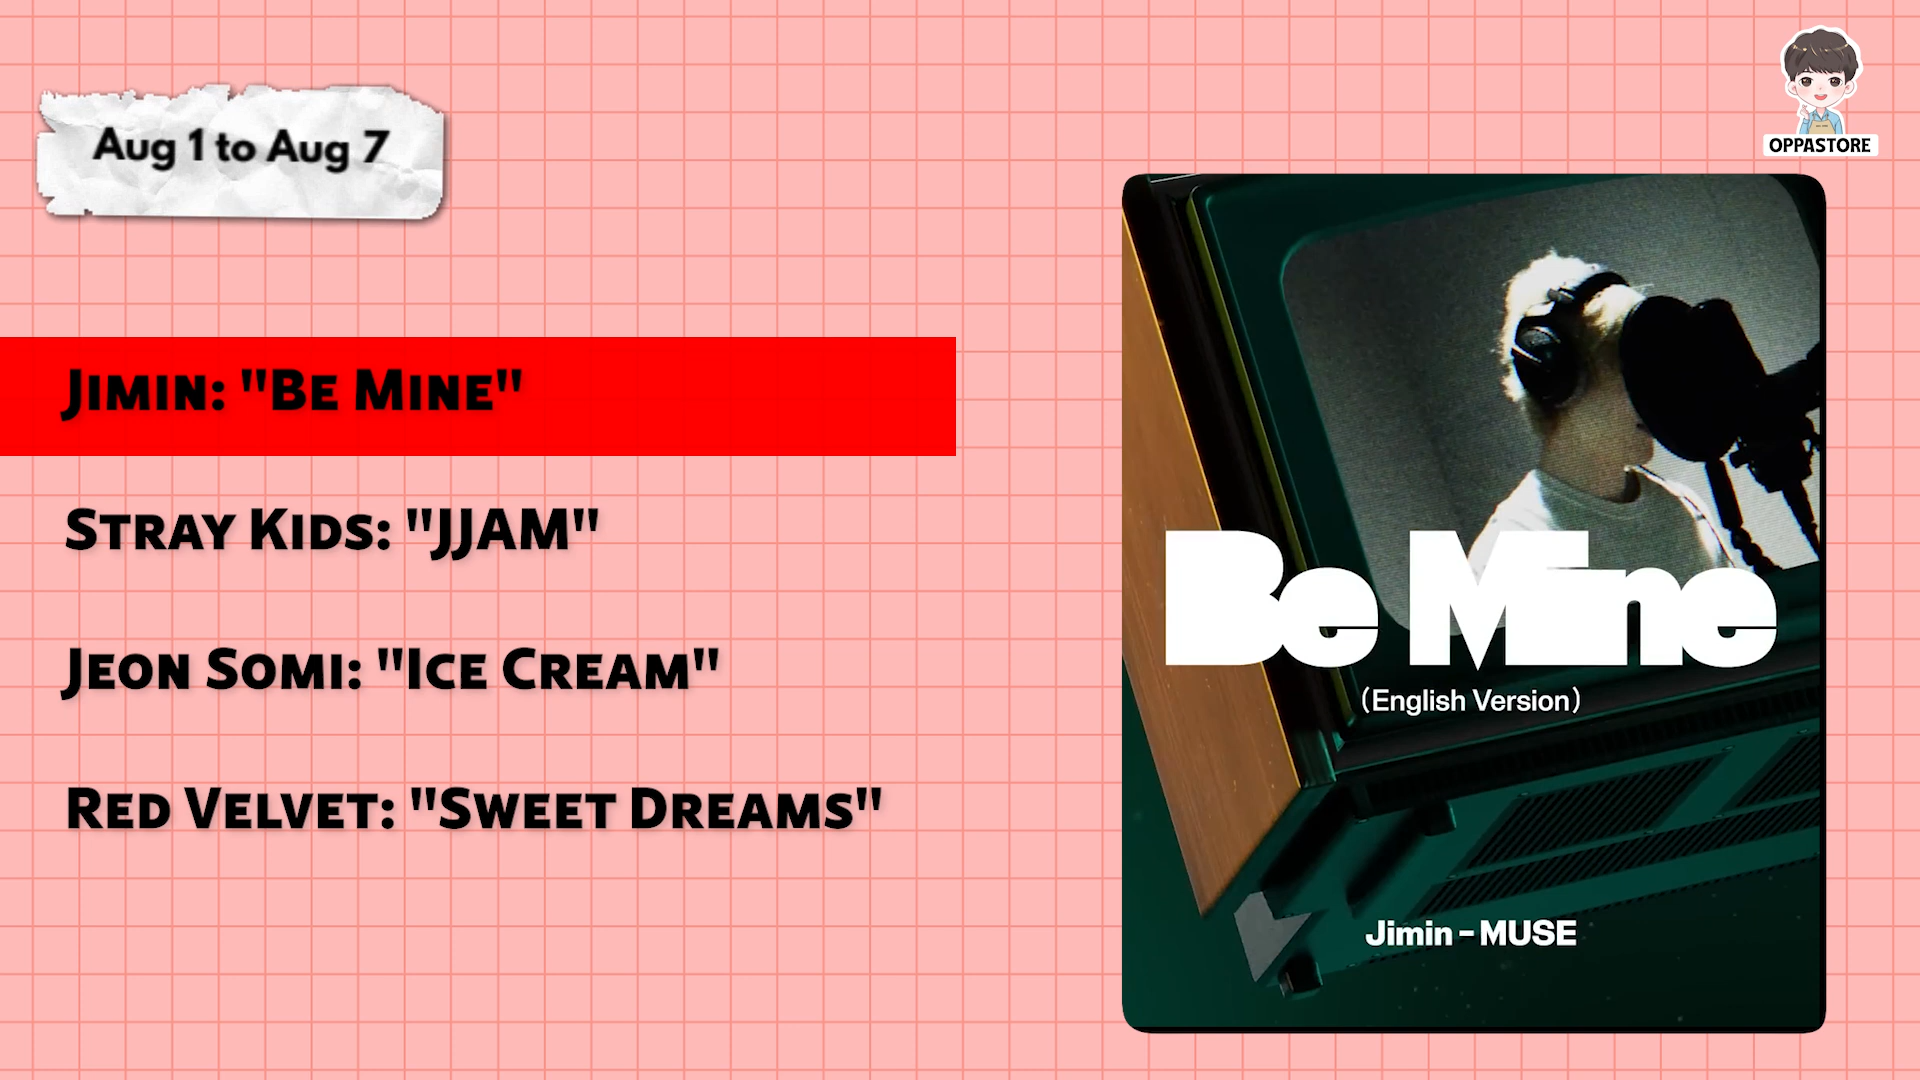 Aug 1 to Aug 7
OPPASTORE
Jimin: "Be Mine"
Stray Kids: "JJAM"
Jeon Somi: "Ice Cream"
Red Velvet: "Sweet Dreams"
Be Mine
(English Version)
Jimin - MUSE